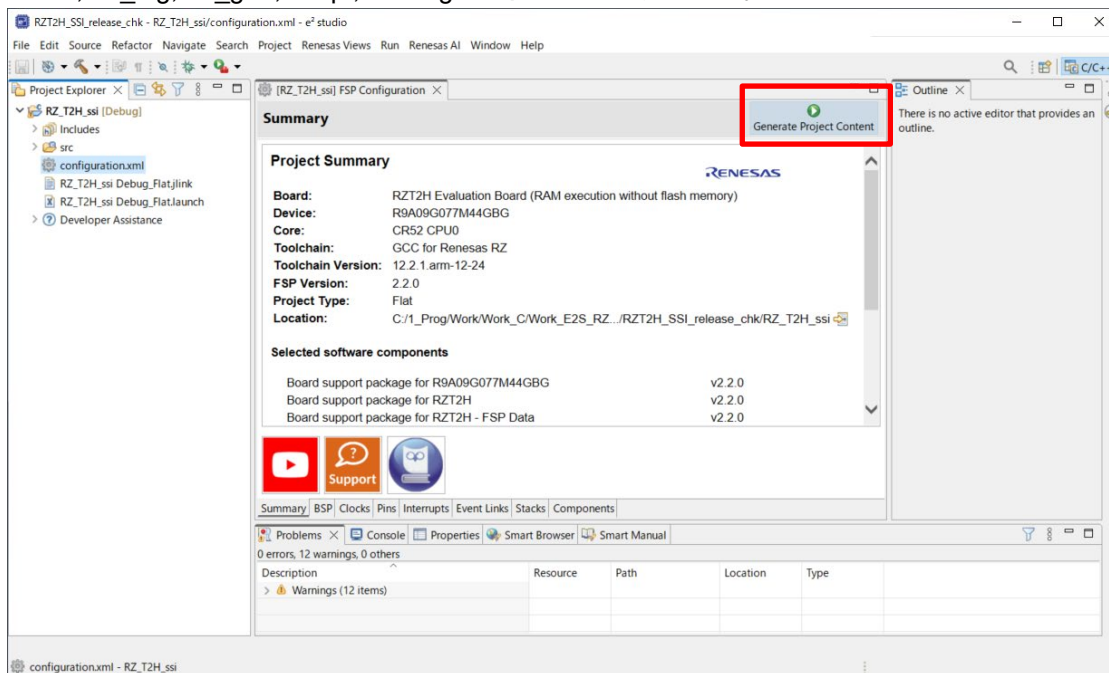 RZT2H_SSI_release_chk - RZ_T2H_ssi/configuration.xml - e² studio
File Edit Source Refactor Navigate Search Project Renesas Views Run Renesas AI Window Help
C/C++
Project Explorer
[RZ_T2H_ssi] FSP Configuration
Outline
RZ_T2H_ssi [Debug]
Includes
src
configuration.xml
RZ_T2H_ssi Debug_Flat.jlink
RZ_T2H_ssi Debug_Flat.launch
Developer Assistance
Summary
Generate Project Content
There is no active editor that provides an
outline.
Project Summary
RENESAS
Board: RZT2H Evaluation Board (RAM execution without flash memory)
Device: R9A09G077M44GBG
Core: CR52 CPU0
Toolchain: GCC for Renesas RZ
Toolchain Version: 12.2.1.arm-12-24
FSP Version: 2.2.0
Project Type: Flat
Location: C:/1_Prog/Work/Work_C/Work_E2S_RZ.../RZT2H_SSI_release_chk/RZ_T2H_ssi
Selected software components
Board support package for R9A09G077M44GBG v2.2.0
Board support package for RZT2H v2.2.0
Board support package for RZT2H - FSP Data v2.2.0
Support
Summary BSP Clocks Pins Interrupts Event Links Stacks Components
Problems Console Properties Smart Browser Smart Manual
0 errors, 12 warnings, 0 others
Description Resource Path Location Type
Warnings (12 items)
configuration.xml - RZ_T2H_ssi